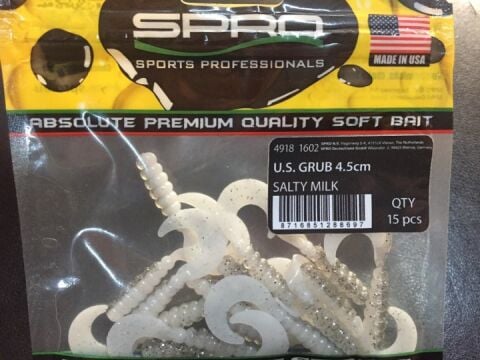 SPRO
SPORTS PROFESSIONALS
MADE IN USA
ABSOLUTE PREMIUM QUALITY SOFT BAIT
4918 1602
U.S. GRUB 4.5cm
SALTY MILK
QTY
15 pcs
8716851286697